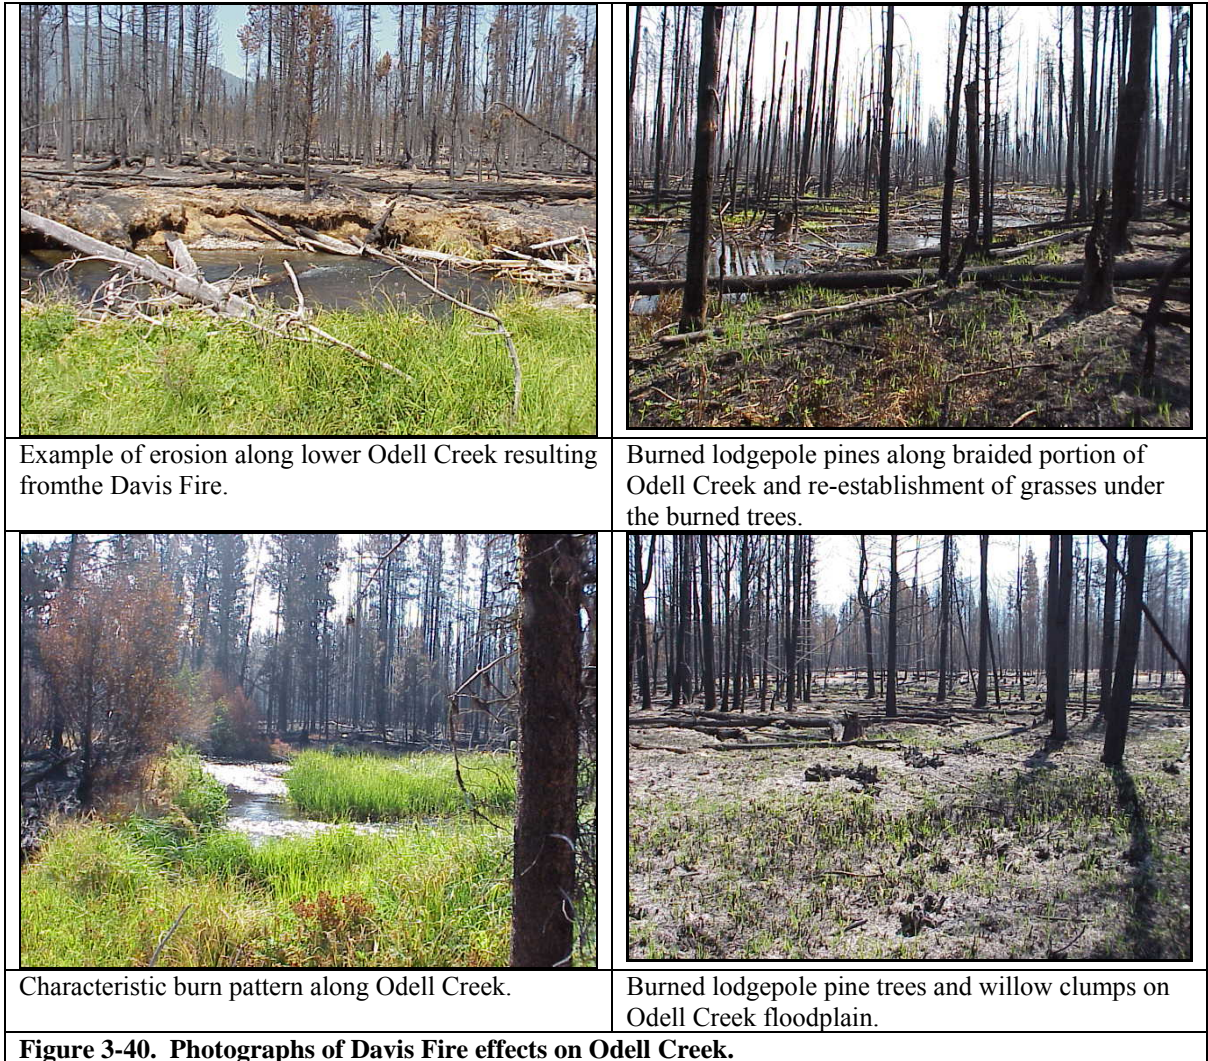 Example of erosion along lower Odell Creek resulting
fromthe Davis Fire.
Burned lodgepole pines along braided portion of
Odell Creek and re-establishment of grasses under
the burned trees.
Characteristic burn pattern along Odell Creek.
Burned lodgepole pine trees and willow clumps on
Odell Creek floodplain.
Figure 3-40.  Photographs of Davis Fire effects on Odell Creek.